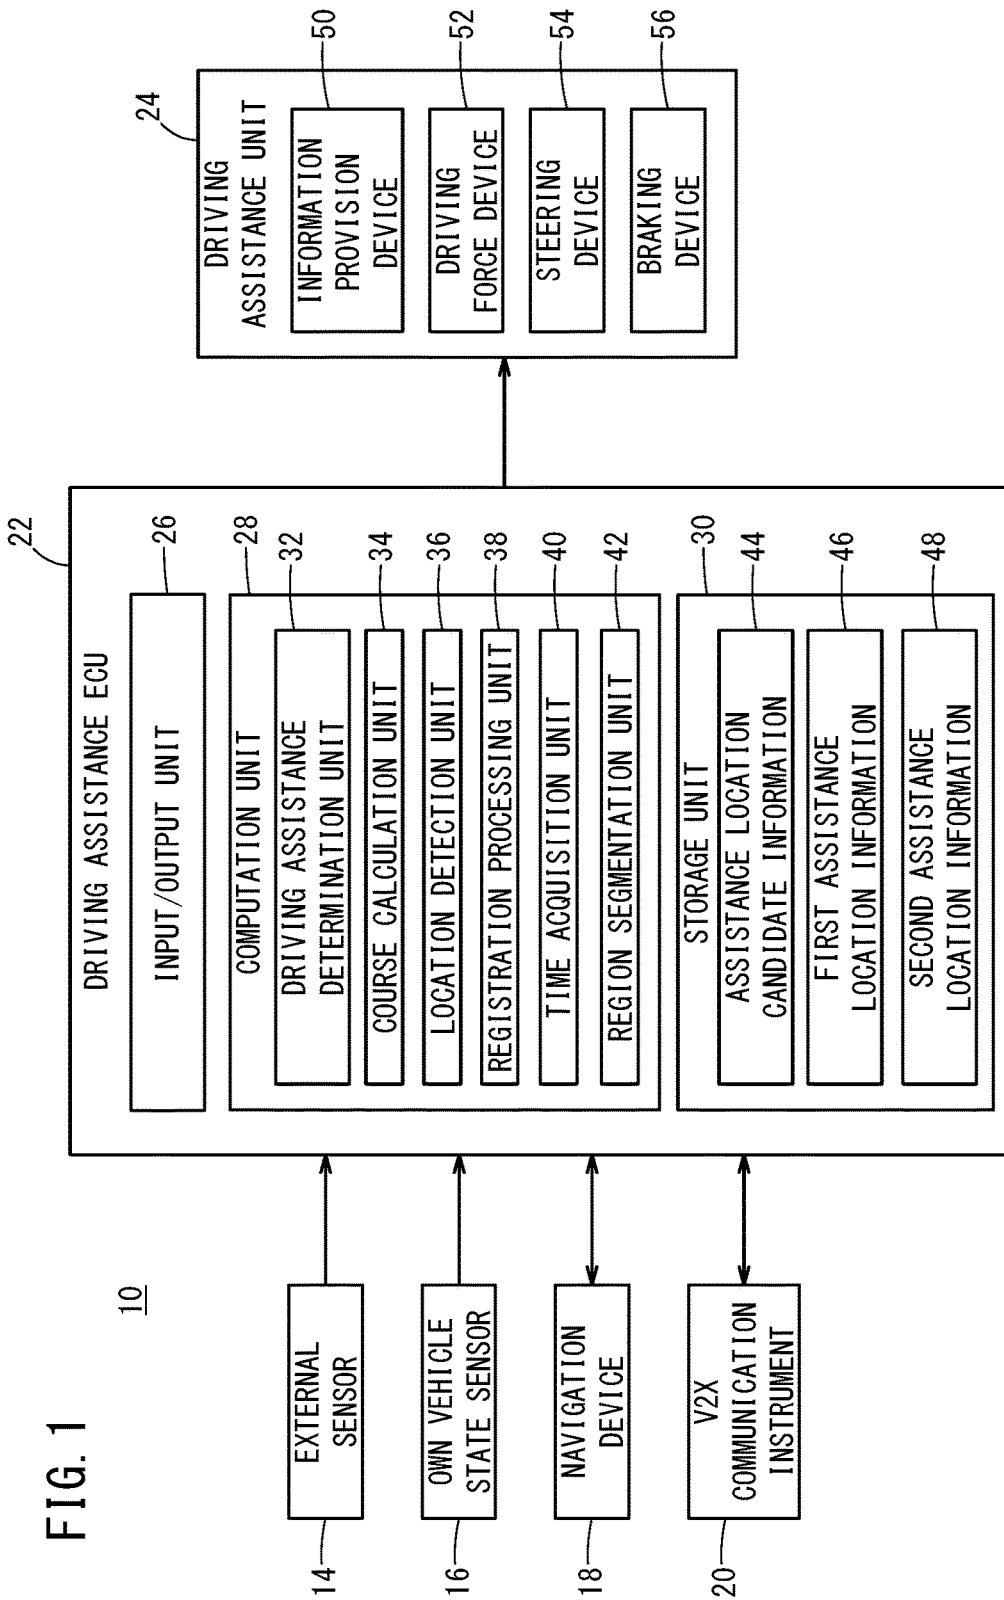 FIG. 1
10
EXTERNAL
SENSOR
14
OWN VEHICLE
STATE SENSOR
16
NAVIGATION
DEVICE
18
V2X
COMMUNICATION
INSTRUMENT
20
22
DRIVING ASSISTANCE ECU
INPUT/OUTPUT UNIT
26
COMPUTATION UNIT
28
DRIVING ASSISTANCE
DETERMINATION UNIT
32
COURSE CALCULATION UNIT
34
LOCATION DETECTION UNIT
36
REGISTRATION PROCESSING UNIT
38
TIME ACQUISITION UNIT
40
REGION SEGMENTATION UNIT
42
STORAGE UNIT
30
ASSISTANCE LOCATION
CANDIDATE INFORMATION
44
FIRST ASSISTANCE
LOCATION INFORMATION
46
SECOND ASSISTANCE
LOCATION INFORMATION
48
24
DRIVING
ASSISTANCE UNIT
INFORMATION
PROVISION
DEVICE
50
DRIVING
FORCE DEVICE
52
STEERING
DEVICE
54
BRAKING
DEVICE
56